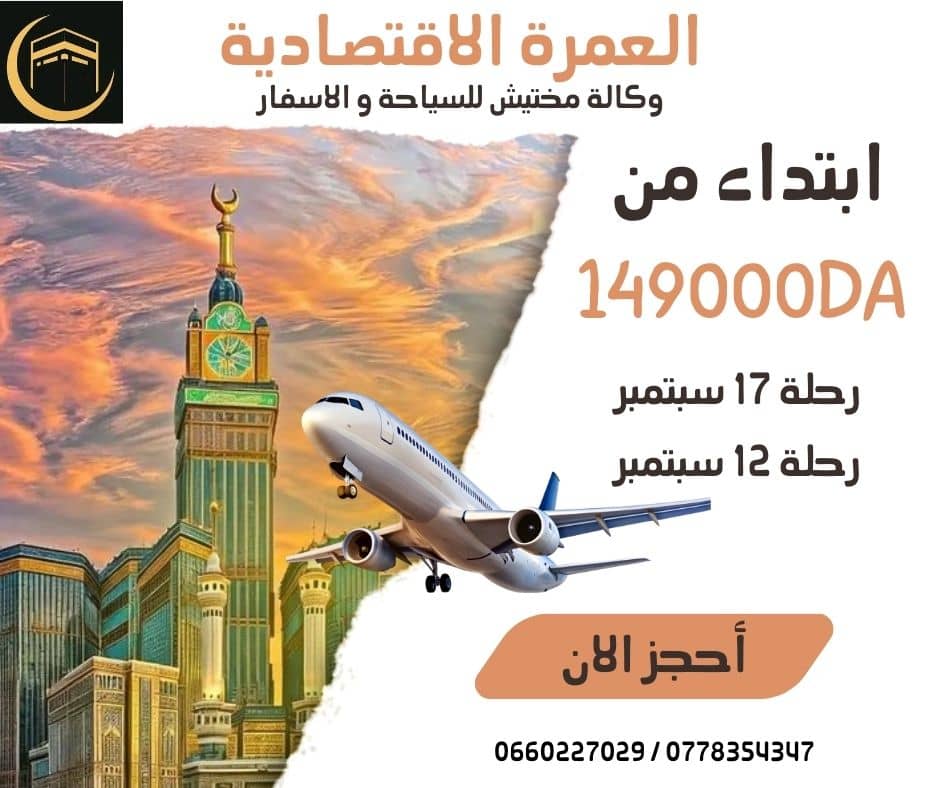 العمرة الاقتصادية
وكالة مختيش للسياحة و الاسفار
ابتداء من
149000DA
رحلة 17 سبتمبر
رحلة 12 سبتمبر
أحجز الان
0660227029 / 0778354347